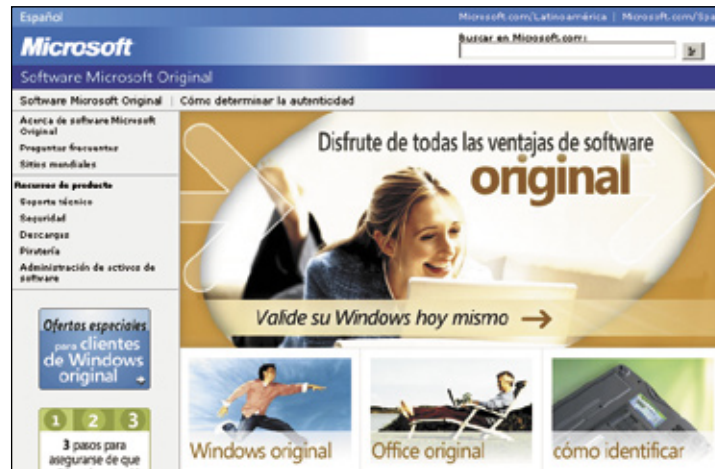 Español
Microsoft.com/Latinoamérica | Microsoft.com/Spa
Microsoft
Buscar en Microsoft.com:
Software Microsoft Original
Software Microsoft Original | Cómo determinar la autenticidad
Acerca de software Microsoft
Original
Preguntas frecuentes
Sitios mundiales
Recursos de producto
Soporte técnico
Seguridad
Descargas
Piratería
Administración de activos de
software
Disfrute de todas las ventajas de software
original
Valide su Windows hoy mismo
Ofertas especiales
para clientes
de Windows
original
1 2 3
3 pasos para
asegurarse de que
Windows original
Office original
cómo identificar